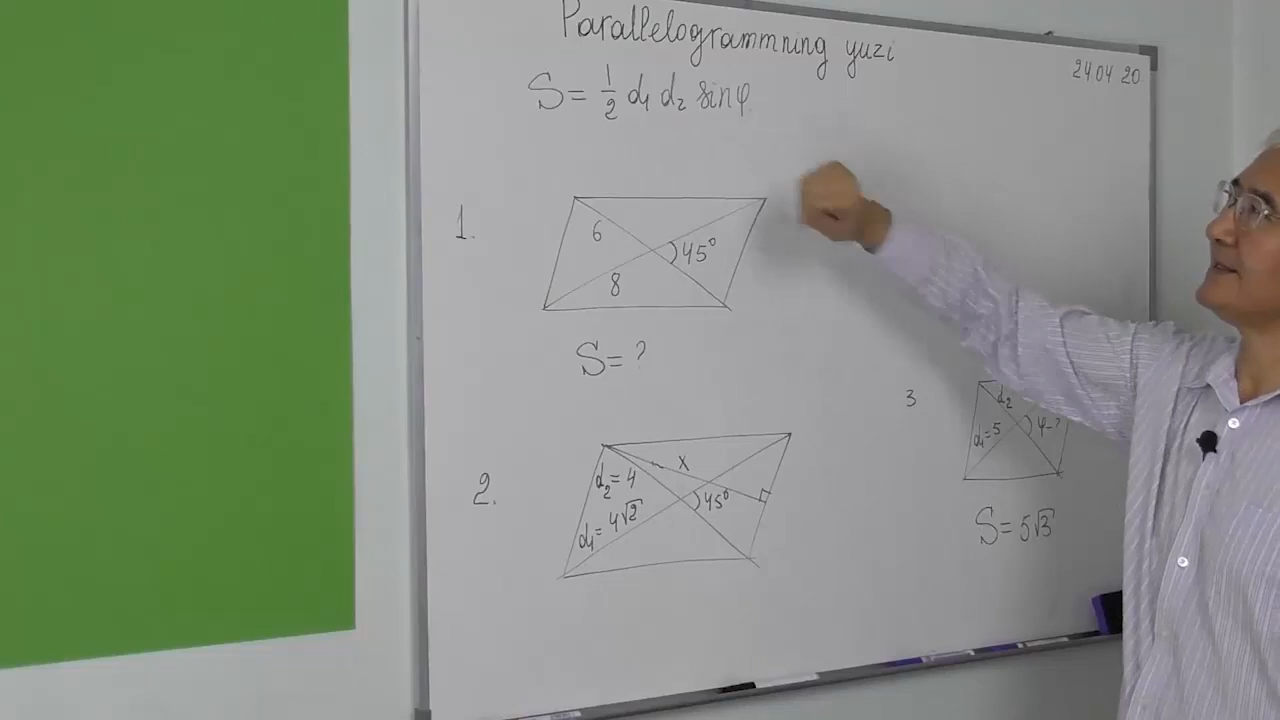 Parallelogrammning yuzi
24 04 20
S = 1/2 d₁ d₂ sinφ
1.
6
45°
8
S = ?
2.
x
d₂ = 4
45°
d₁ = 4√2
3
d₂
d₁ = 5
φ - ?
S = 5√3